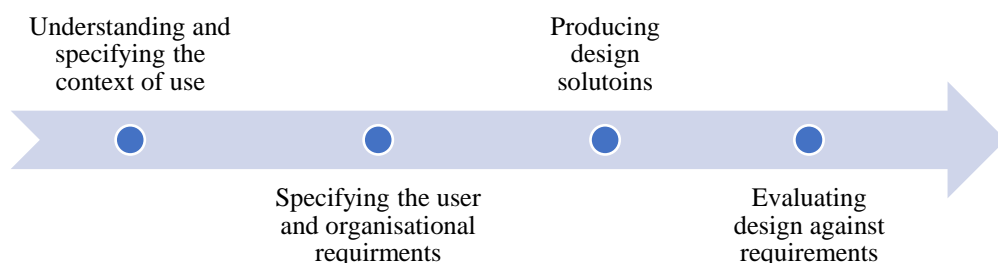 Understanding and
specifying the
context of use
Specifying the user
and organisational
requirments
Producing
design
solutoins
Evaluating
design against
requirements